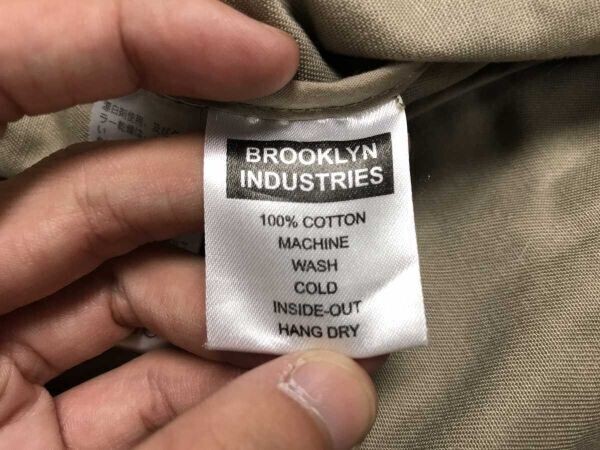 BROOKLYN
INDUSTRIES
100% COTTON
MACHINE
WASH
COLD
INSIDE-OUT
HANG DRY